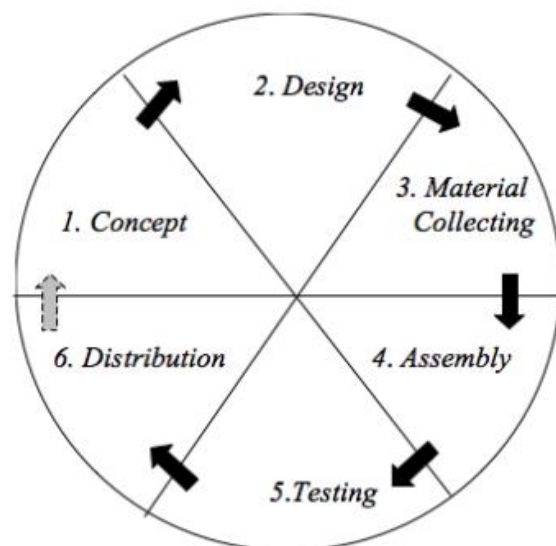 1. Concept
2. Design
3. Material
Collecting
4. Assembly
5.Testing
6. Distribution